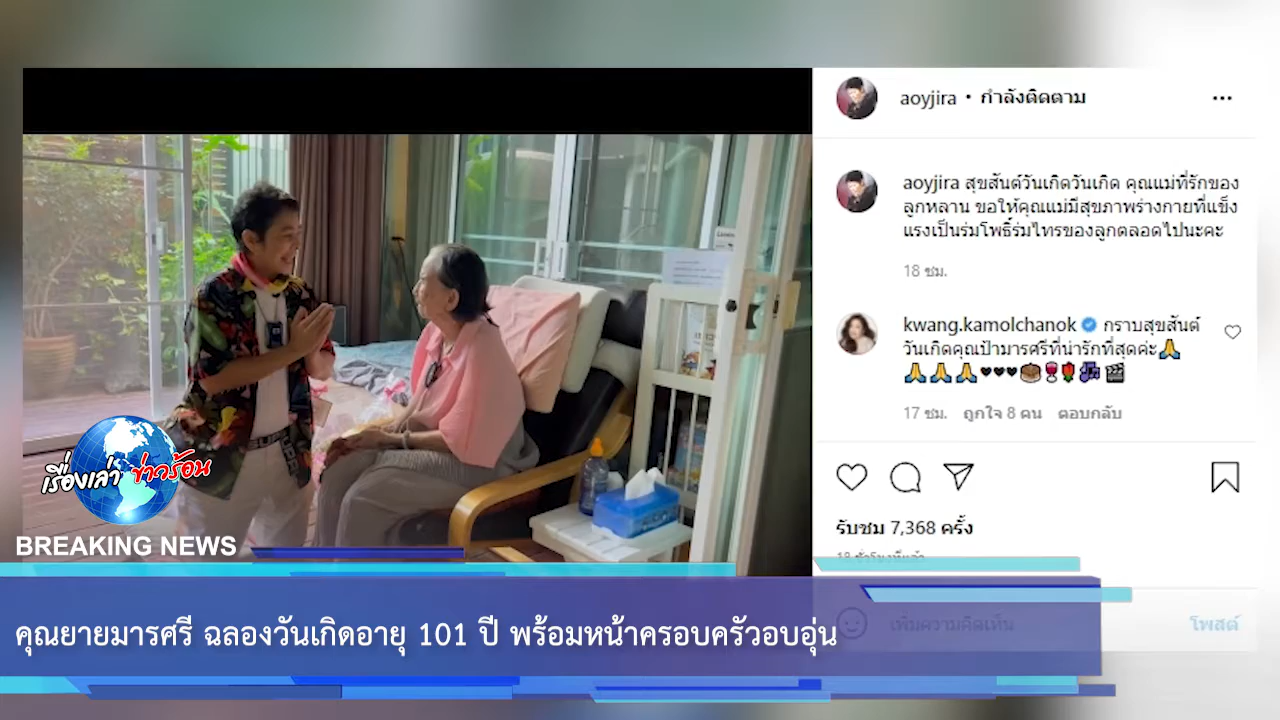 aoyjira • กำลังติดตาม
aoyjira สุขสันต์วันเกิดวันเกิด คุณแม่ที่รักของ
ลูกหลาน ขอให้คุณแม่มีสุขภาพร่างกายที่แข็ง
แรงเป็นร่มโพธิ์ร่มไทรของลูกตลอดไปนะคะ
18 ชม.
kwang.kamolchanok กราบสุขสันต์
วันเกิดคุณป้ามารศรีที่น่ารักที่สุดค่ะ🙏
🙏🙏🙏🖤🖤🖤🎂🍷🌹🎶🎬
17 ชม. ถูกใจ 8 คน ตอบกลับ
รับชม 7,368 ครั้ง
18 ชั่วโมงที่แล้ว
เพิ่มความคิดเห็น โพสต์
เรื่องเล่า ข่าวร้อน
BREAKING NEWS
คุณยายมารศรี ฉลองวันเกิดอายุ 101 ปี พร้อมหน้าครอบครัวอบอุ่น